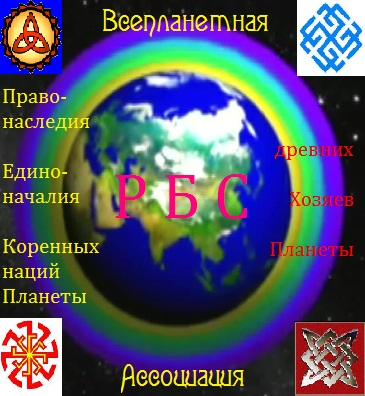 Всепланетная
Право-
наследия
древних
Едино-
началия
Хозяев
Р Б С
Коренных
наций
Планеты
Планеты
Ассоциация